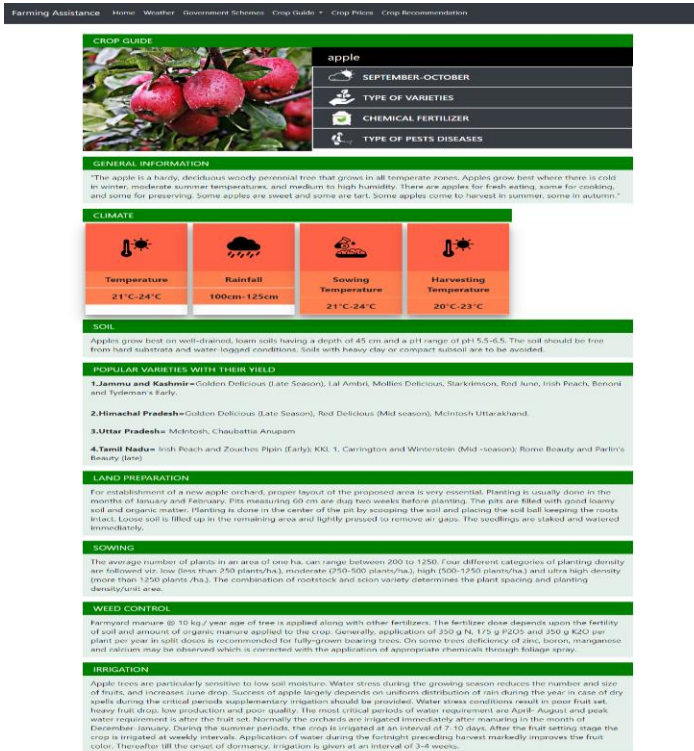 Farming Assistance Home Weather Government Schemes Crop Guide Crop Prices Crop Recommendation
CROP GUIDE
apple
SEPTEMBER-OCTOBER
TYPE OF VARIETIES
CHEMICAL FERTILIZER
TYPE OF PESTS DISEASES
GENERAL INFORMATION
"The apple is a hardy, deciduous woody perennial tree that grows in all temperate zones. Apples grow best where there is cold
in winter, moderate summer temperatures, and medium to high humidity. There are apples for fresh eating, some for cooking,
and some for preserving. Some apples are sweet and some are tart. Some apples come to harvest in summer, some in autumn."
CLIMATE
Temperature
21°C-24°C
Rainfall
100cm-125cm
Sowing
Temperature
21°C-24°C
Harvesting
Temperature
20°C-23°C
SOIL
Apples grow best on well-drained, loam soils having a depth of 45 cm and a pH range of pH 5.5-6.5. The soil should be free
from hard substrata and water-logged conditions. Soils with heavy clay or compact subsoil are to be avoided.
POPULAR VARIETIES WITH THEIR YIELD
1.Jammu and Kashmir=Golden Delicious (Late Season), Lal Ambri, Mollies Delicious, Starkrimson, Red June, Irish Peach, Benoni
and Tydeman's Early.
2.Himachal Pradesh=Golden Delicious (Late Season), Red Delicious (Mid season), McIntosh Uttarakhand.
3.Uttar Pradesh= McIntosh, Chaubattia Anupam
4.Tamil Nadu= Irish Peach and Zouches Pipin (Early); KKL 1, Carrington and Winterstein (Mid -season); Rome Beauty and Parlin's
Beauty (late)
LAND PREPARATION
For establishment of a new apple orchard, proper layout of the proposed area is very essential. Planting is usually done in the
months of January and February. Pits measuring 60 cm are dug two weeks before planting. The pits are filled with good loamy
soil and organic matter. Planting is done in the center of the pit by scooping the soil and placing the soil ball keeping the roots
intact. Loose soil is filled up in the remaining area and lightly pressed to remove air gaps. The seedlings are staked and watered
immediately.
SOWING
The average number of plants in an area of one ha. can range between 200 to 1250. Four different categories of planting density
are followed viz. low (less than 250 plants/ha.), moderate (250-500 plants/ha.), high (500-1250 plants/ha.) and ultra high density
(more than 1250 plants /ha.). The combination of rootstock and scion variety determines the plant spacing and planting
density/unit area.
WEED CONTROL
Farmyard manure @ 10 kg./ year age of tree is applied along with other fertilizers. The fertilizer dose depends upon the fertility
of soil and amount of organic manure applied to the crop. Generally, application of 350 g N, 175 g P2O5 and 350 g K2O per
plant per year in split doses is recommended for fully-grown bearing trees. On some trees deficiency of zinc, boron, manganese
and calcium may be observed which is corrected with the application of appropriate chemicals through foliage spray.
IRRIGATION
Apple trees are particularly sensitive to low soil moisture. Water stress during the growing season reduces the number and size
of fruits, and increases June drop. Success of apple largely depends on uniform distribution of rain during the year in case of dry
spells during the critical periods supplementary irrigation should be provided. Water stress conditions result in poor fruit set,
heavy fruit drop, low production and poor quality. The most critical periods of water requirement are April- August and peak
water requirement is after the fruit set. Normally the orchards are irrigated immediately after manuring in the month of
December-January. During the summer periods, the crop is irrigated at an interval of 7-10 days. After the fruit setting stage the
crop is irrigated at weekly intervals. Application of water during the fortnight preceding harvest markedly improves the fruit
color. Thereafter till the onset of dormancy, irrigation is given at an interval of 3-4 weeks.